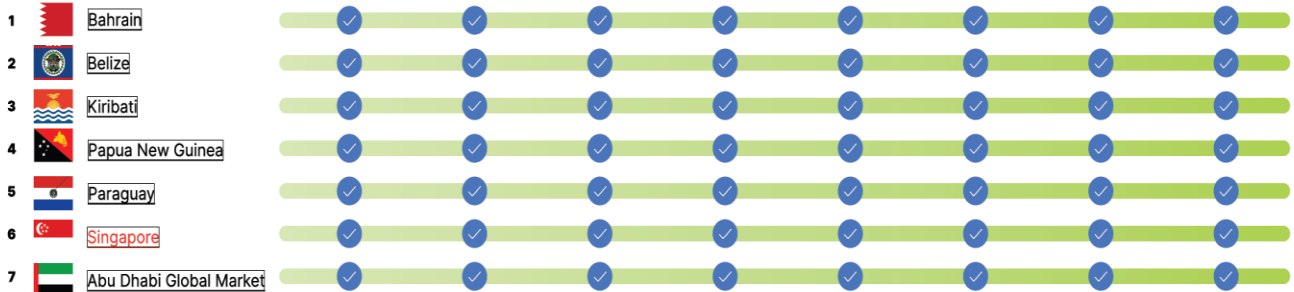 1 Bahrain
2 Belize
3 Kiribati
4 Papua New Guinea
5 Paraguay
6 Singapore
7 Abu Dhabi Global Market